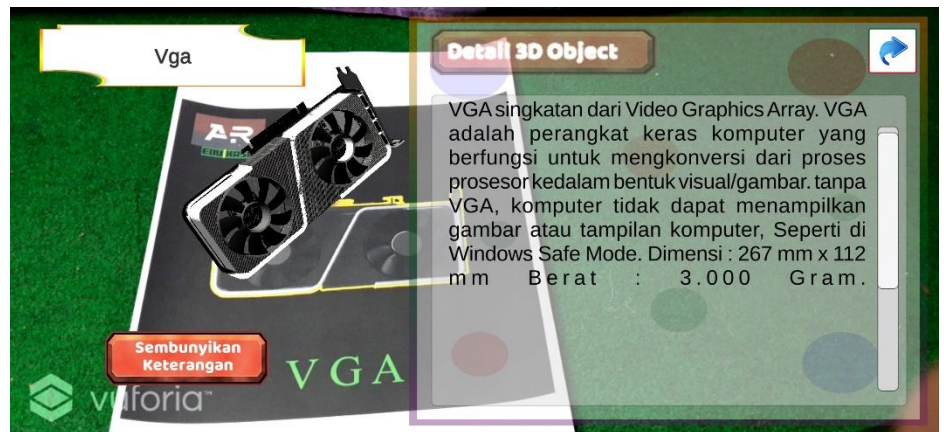 Vga
Detail 3D Object
VGA singkatan dari Video Graphics Array. VGA
adalah perangkat keras komputer yang
berfungsi untuk mengkonversi dari proses
prosesor kedalam bentuk visual/gambar. tanpa
VGA, komputer tidak dapat menampilkan
gambar atau tampilan komputer, Seperti di
Windows Safe Mode. Dimensi : 267 mm x 112
mm Berat : 3.000 Gram.
AR
Sembunyikan
Keterangan
VGA
vuforia™